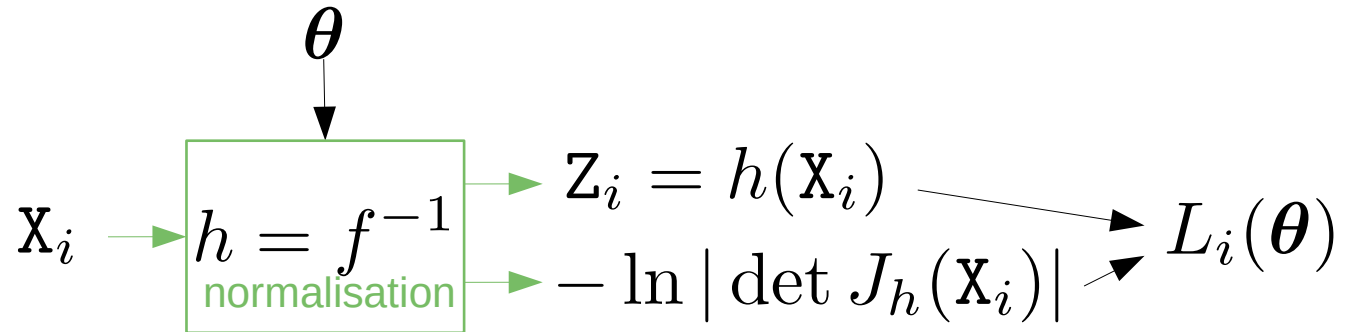 θ
Z_i = h(X_i)
X_i
h = f^{-1}
L_i(θ)
normalisation
− ln | det J_h(X_i)|